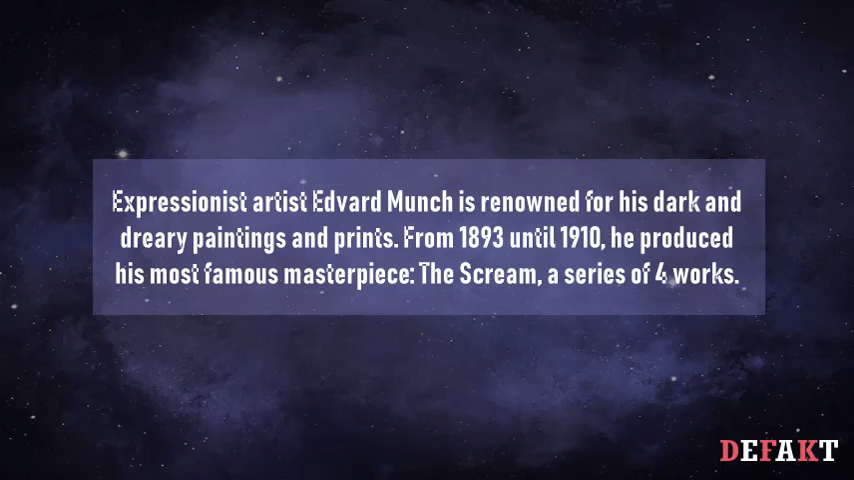 Expressionist artist Edvard Munch is renowned for his dark and
dreary paintings and prints. From 1893 until 1910, he produced
his most famous masterpiece: The Scream, a series of 4 works.
DEFAKT